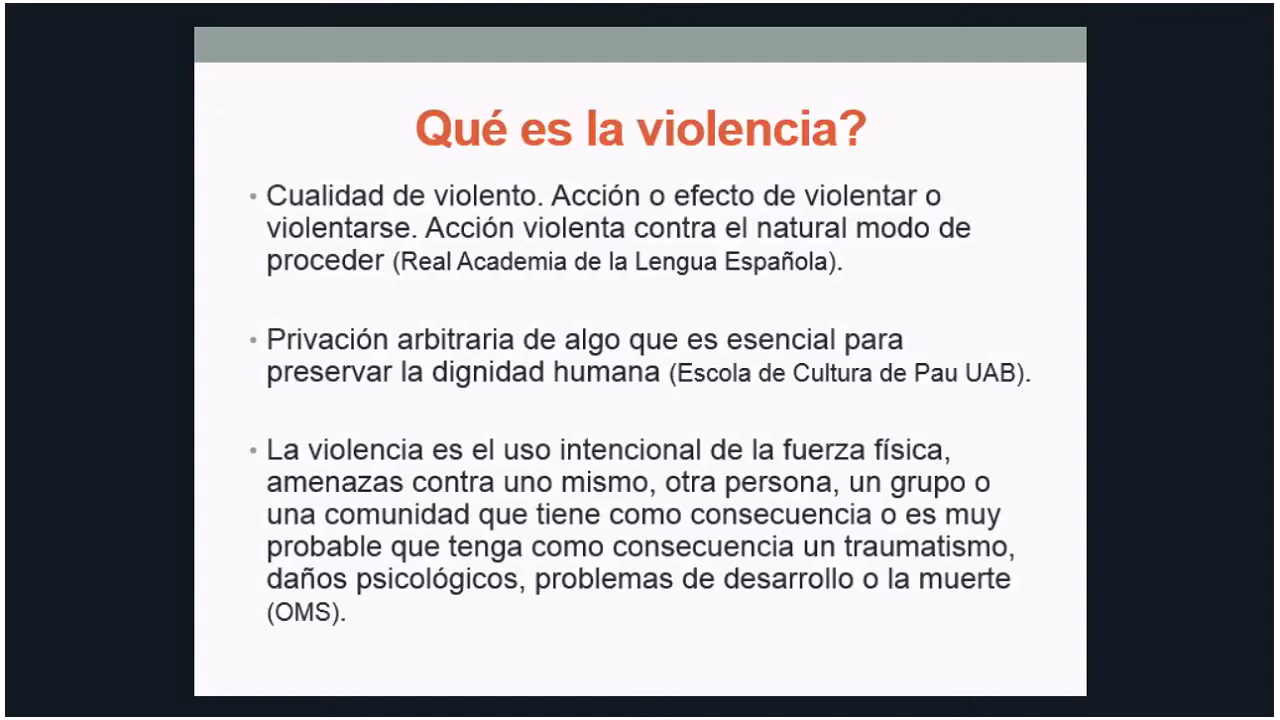 Qué es la violencia?
• Cualidad de violento. Acción o efecto de violentar o
violentarse. Acción violenta contra el natural modo de
proceder (Real Academia de la Lengua Española).
• Privación arbitraria de algo que es esencial para
preservar la dignidad humana (Escola de Cultura de Pau UAB).
• La violencia es el uso intencional de la fuerza física,
amenazas contra uno mismo, otra persona, un grupo o
una comunidad que tiene como consecuencia o es muy
probable que tenga como consecuencia un traumatismo,
daños psicológicos, problemas de desarrollo o la muerte
(OMS).